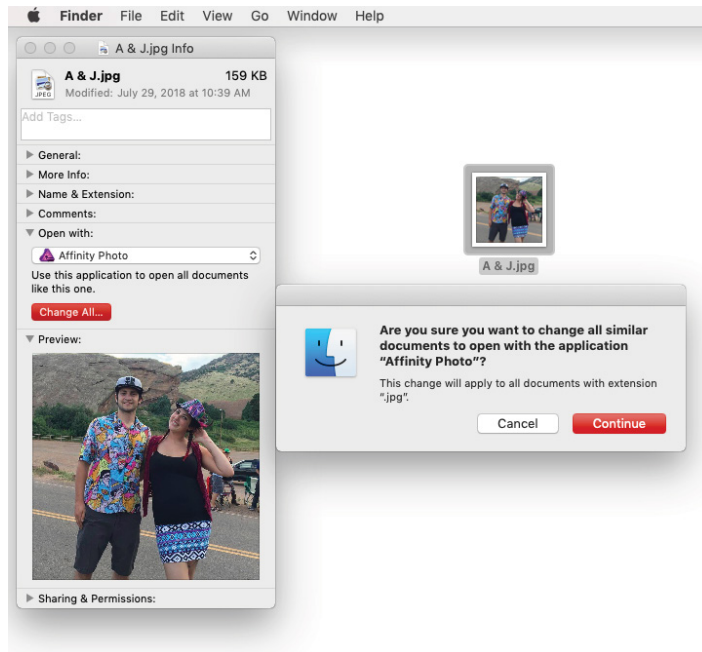 Finder File Edit View Go Window Help
A & J.jpg Info
A & J.jpg 159 KB
Modified: July 29, 2018 at 10:39 AM
Add Tags...
General:
More Info:
Name & Extension:
Comments:
Open with:
Affinity Photo
Use this application to open all documents
like this one.
Change All...
Preview:
Sharing & Permissions:
JPEG
A & J.jpg
Are you sure you want to change all similar
documents to open with the application
“Affinity Photo”?
This change will apply to all documents with extension
“.jpg”.
Cancel Continue